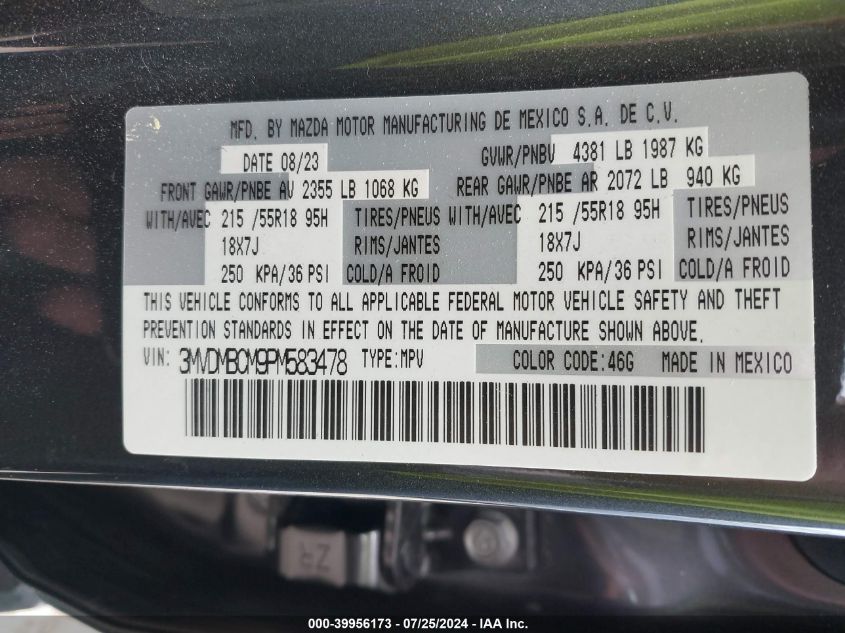 MFD. BY MAZDA MOTOR MANUFACTURING DE MEXICO S.A. DE C.V.
DATE 08/23 GVWR/PNBV 4381 LB 1987 KG
FRONT GAWR/PNBE AV 2355 LB 1068 KG REAR GAWR/PNBE AR 2072 LB 940 KG
WITH/AVEC 215 /55R18 95H TIRES/PNEUS WITH/AVEC 215 /55R18 95H TIRES/PNEUS
18X7J RIMS/JANTES 18X7J RIMS/JANTES
250 KPA/36 PSI COLD/A FROID 250 KPA/36 PSI COLD/A FROID
THIS VEHICLE CONFORMS TO ALL APPLICABLE FEDERAL MOTOR VEHICLE SAFETY AND THEFT
PREVENTION STANDARDS IN EFFECT ON THE DATE OF MANUFACTURE SHOWN ABOVE.
VIN: 3MVDMBCM9PM583478 TYPE:MPV COLOR CODE:46G MADE IN MEXICO
ZR
000-39956173 - 07/25/2024 - IAA Inc.